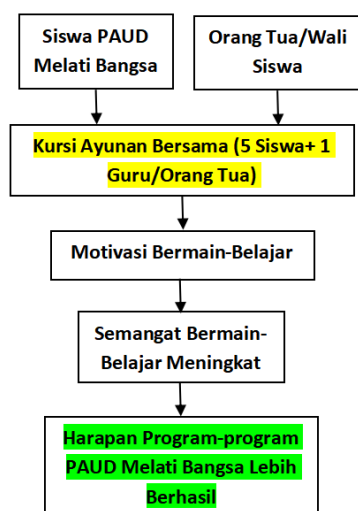 Siswa PAUD
Melati Bangsa
Orang Tua/Wali
Siswa
Kursi Ayunan Bersama (5 Siswa+ 1
Guru/Orang Tua)
Motivasi Bermain-Belajar
Semangat Bermain-
Belajar Meningkat
Harapan Program-program
PAUD Melati Bangsa Lebih
Berhasil